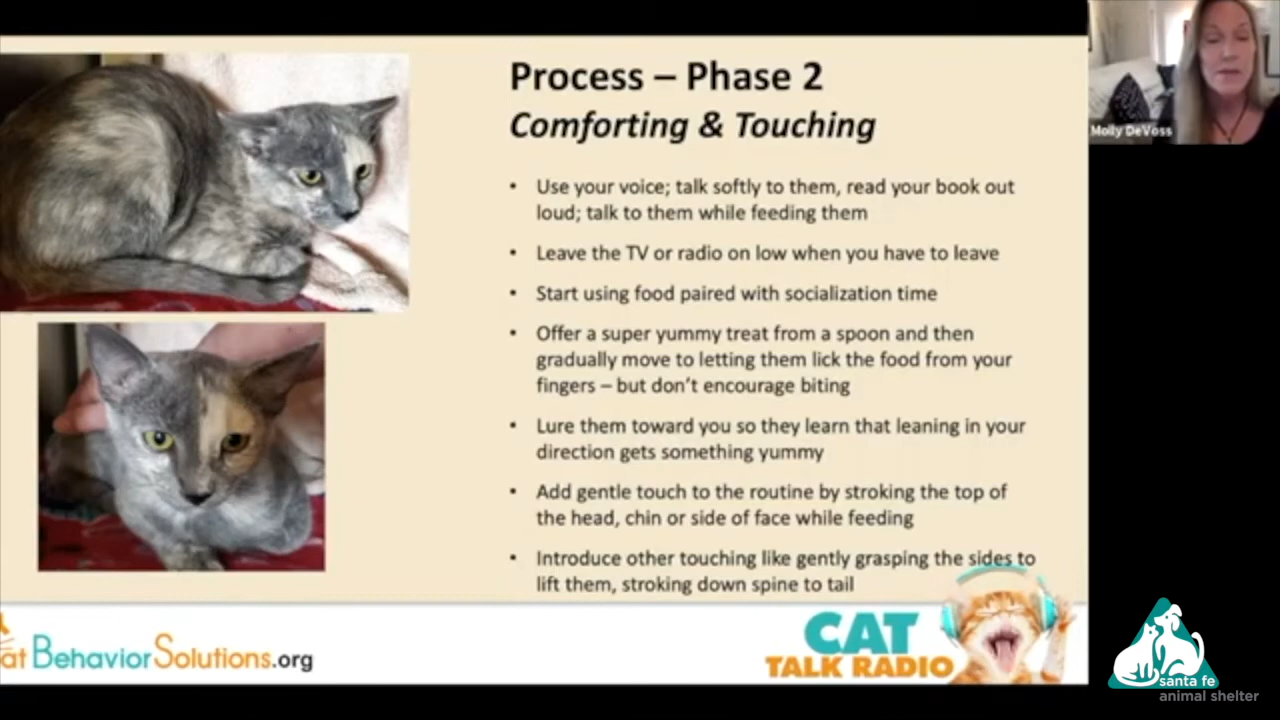 Process – Phase 2
Comforting & Touching
• Use your voice; talk softly to them, read your book out
loud; talk to them while feeding them
• Leave the TV or radio on low when you have to leave
• Start using food paired with socialization time
• Offer a super yummy treat from a spoon and then
gradually move to letting them lick the food from your
fingers – but don't encourage biting
• Lure them toward you so they learn that leaning in your
direction gets something yummy
• Add gentle touch to the routine by stroking the top of
the head, chin or side of face while feeding
• Introduce other touching like gently grasping the sides to
lift them, stroking down spine to tail
Molly DeVoss
at BehaviorSolutions.org
CAT
TALK RADIO
santa fe
animal shelter